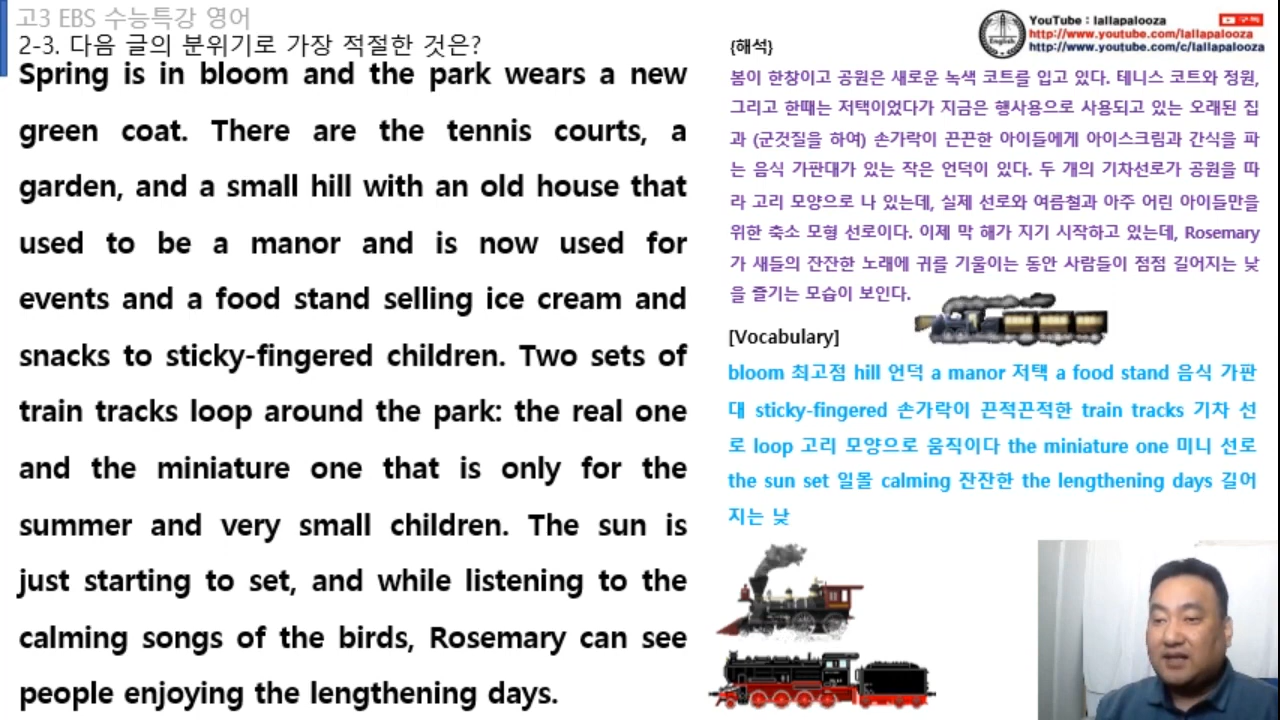 고3 EBS 수능특강 영어
2-3. 다음 글의 분위기로 가장 적절한 것은?
Spring is in bloom and the park wears a new
green coat. There are the tennis courts, a
garden, and a small hill with an old house that
used to be a manor and is now used for
events and a food stand selling ice cream and
snacks to sticky-fingered children. Two sets of
train tracks loop around the park: the real one
and the miniature one that is only for the
summer and very small children. The sun is
just starting to set, and while listening to the
calming songs of the birds, Rosemary can see
people enjoying the lengthening days.
{해석}
English
YouTube : lallapalooza
구독
http://www.youtube.com/lallapalooza
http://www.youtube.com/c/lallapalooza
봄이 한창이고 공원은 새로운 녹색 코트를 입고 있다. 테니스 코트와 정원,
그리고 한때는 저택이었다가 지금은 행사용으로 사용되고 있는 오래된 집
과 (군것질을 하여) 손가락이 끈끈한 아이들에게 아이스크림과 간식을 파
는 음식 가판대가 있는 작은 언덕이 있다. 두 개의 기차선로가 공원을 따
라 고리 모양으로 나 있는데, 실제 선로와 여름철과 아주 어린 아이들만을
위한 축소 모형 선로이다. 이제 막 해가 지기 시작하고 있는데, Rosemary
가 새들의 잔잔한 노래에 귀를 기울이는 동안 사람들이 점점 길어지는 낮
을 즐기는 모습이 보인다.
[Vocabulary]
bloom 최고점 hill 언덕 a manor 저택 a food stand 음식 가판
대 sticky-fingered 손가락이 끈적끈적한 train tracks 기차 선
로 loop 고리 모양으로 움직이다 the miniature one 미니 선로
the sun set 일몰 calming 잔잔한 the lengthening days 길어
지는 낮